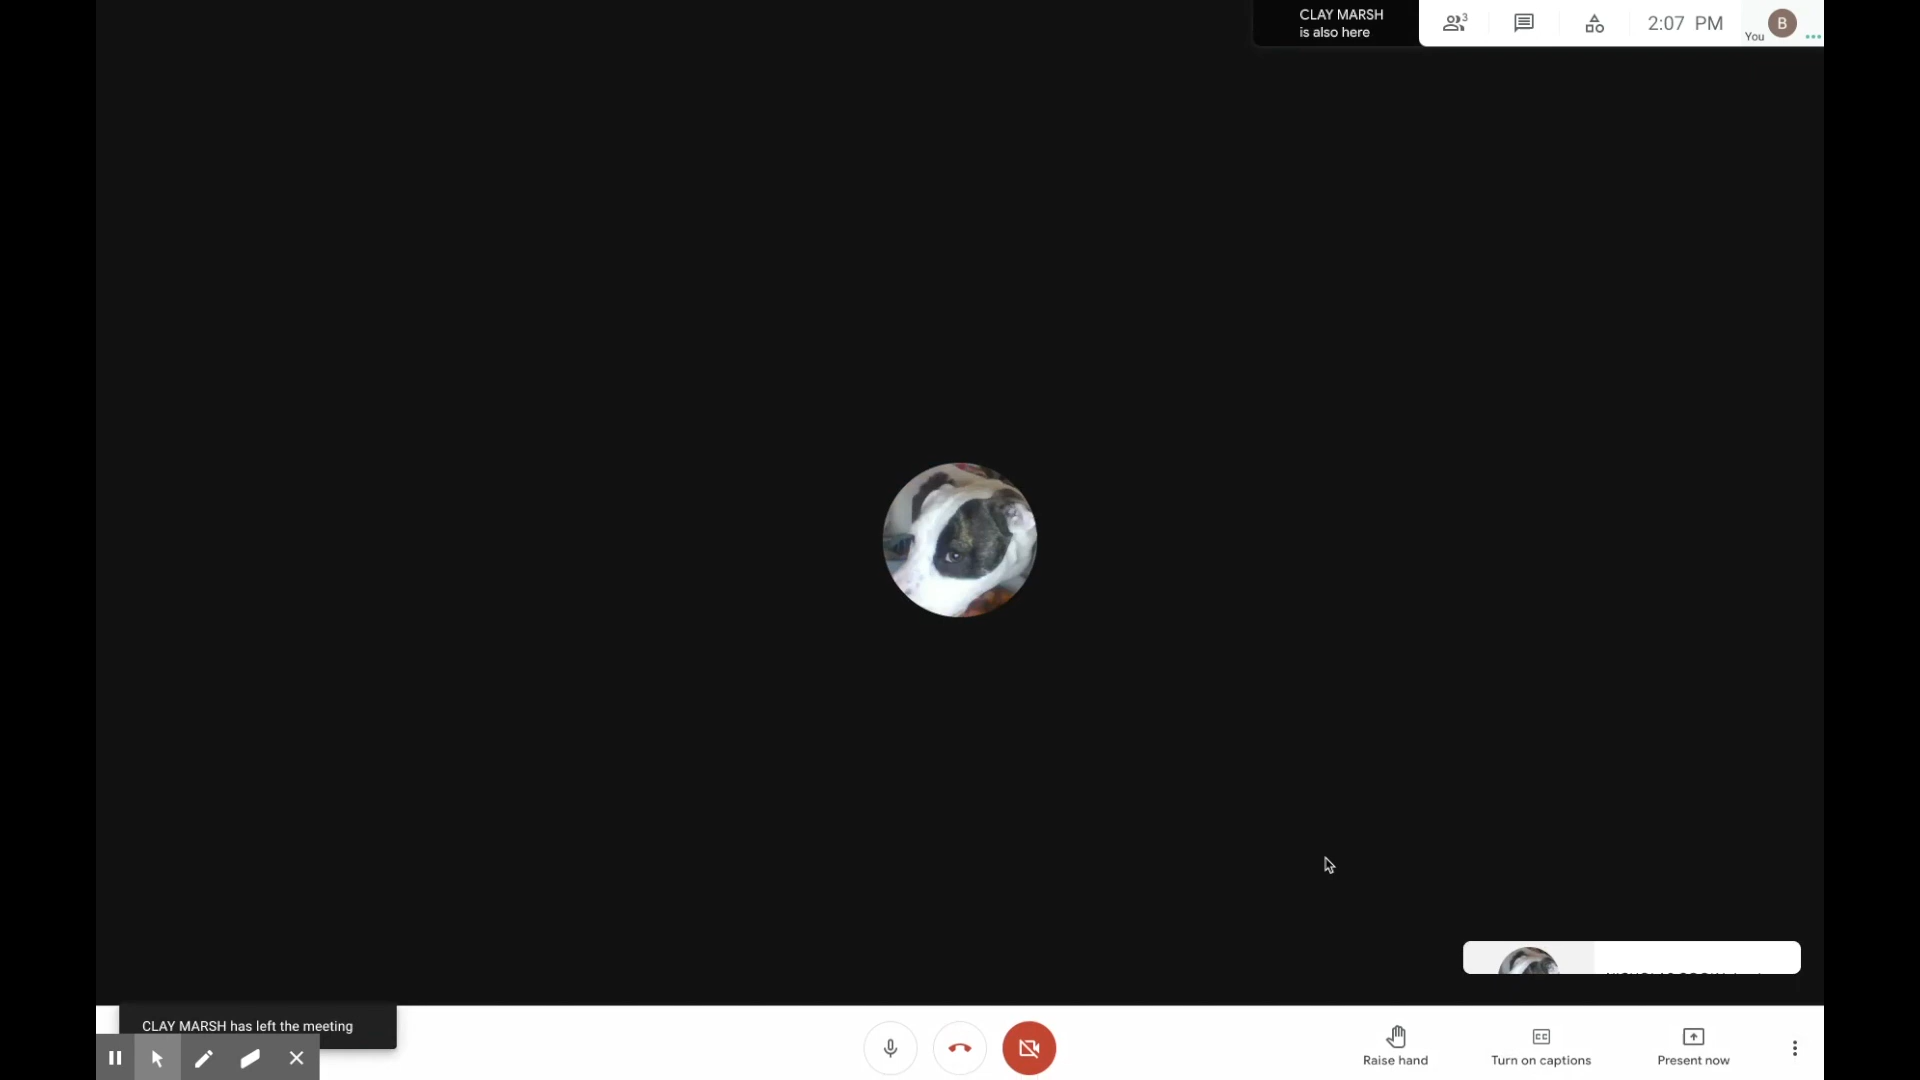 CLAY MARSH
is also here
3
2:07 PM
You
B
CLAY MARSH has left the meeting
Raise hand
CC
Turn on captions
Present now